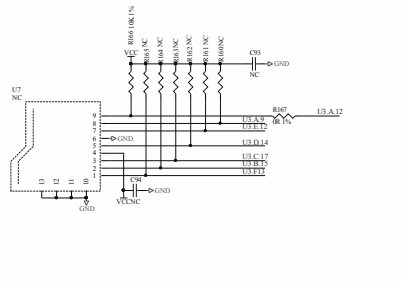 R166 10K 1%
R165 NC
R164 NC
R163NC
R162 NC
R161 NC
R160NC
VCC
C93
GND
NC
U7
NC
9
8
7
6
5
4
3
2
1
R167
0R 1%
U3.A.12
U3.A.9
U3.E.12
GND
U3.D.14
U3.C.17
U3.B.15
U3.F13
C94
GND
VCCNC
13
12
11
10
GND